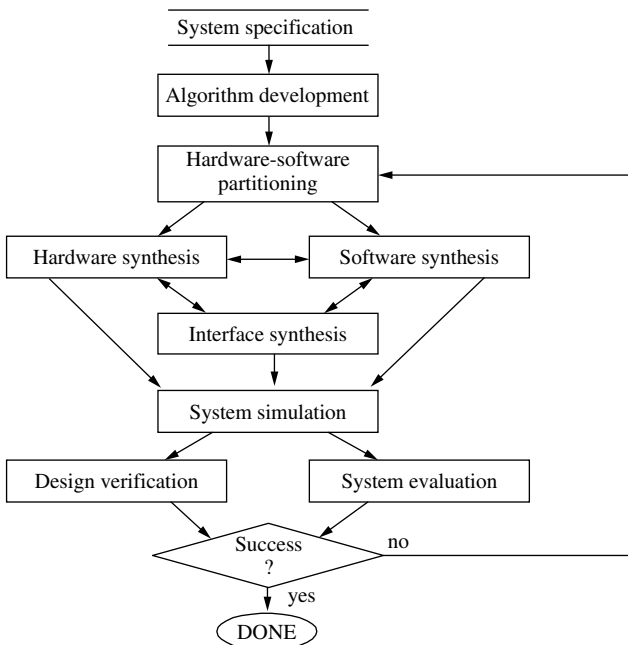 System specification
Algorithm development
Hardware-software
partitioning
Hardware synthesis
Software synthesis
Interface synthesis
System simulation
Design verification
System evaluation
Success
?
no
yes
DONE